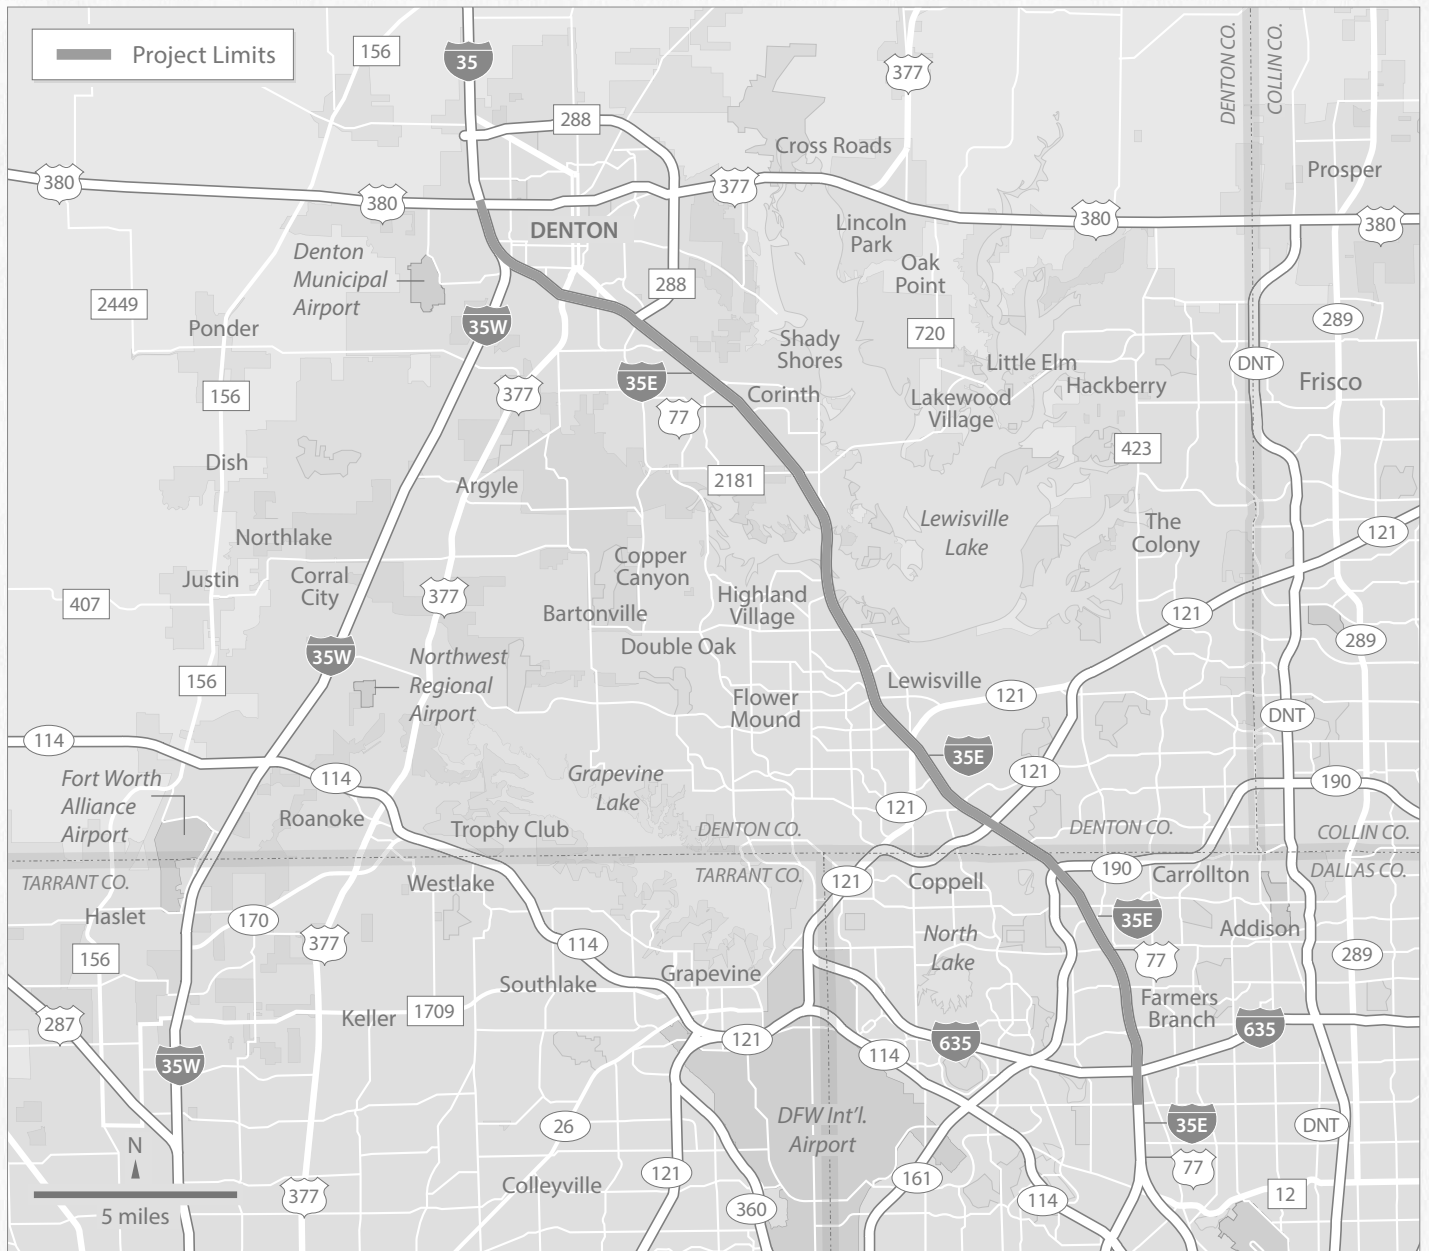 Project Limits
156
35
377
DENTON CO.
COLLIN CO.
288
Cross Roads
Prosper
380
380
377
380
380
Lincoln
Park
DENTON
Denton
Municipal
Airport
Oak
Point
288
2449
Ponder
35W
289
Shady
Shores
720
Little Elm
DNT
35E
Hackberry
Frisco
377
156
77
Corinth
Lakewood
Village
423
Dish
2181
Argyle
Lewisville
Lake
The
Colony
121
Northlake
Copper
Canyon
Justin
Corral
City
407
377
Highland
Village
Bartonville
121
Double Oak
289
35W
Northwest
Regional
Airport
156
Lewisville
121
Flower
Mound
DNT
114
35E
Fort Worth
Alliance
Airport
114
Grapevine
Lake
121
190
121
Roanoke
Trophy Club
DENTON CO.
DENTON CO.
COLLIN CO.
TARRANT CO.
Westlake
TARRANT CO.
121
Coppell
190
Carrollton
DALLAS CO.
Haslet
170
35E
Addison
377
114
North
Lake
156
Grapevine
77
289
Southlake
Keller
1709
Farmers
Branch
287
635
635
121
114
35W
26
DFW Int'l.
Airport
35E
DNT
N
121
161
77
377
Colleyville
114
12
5 miles
360